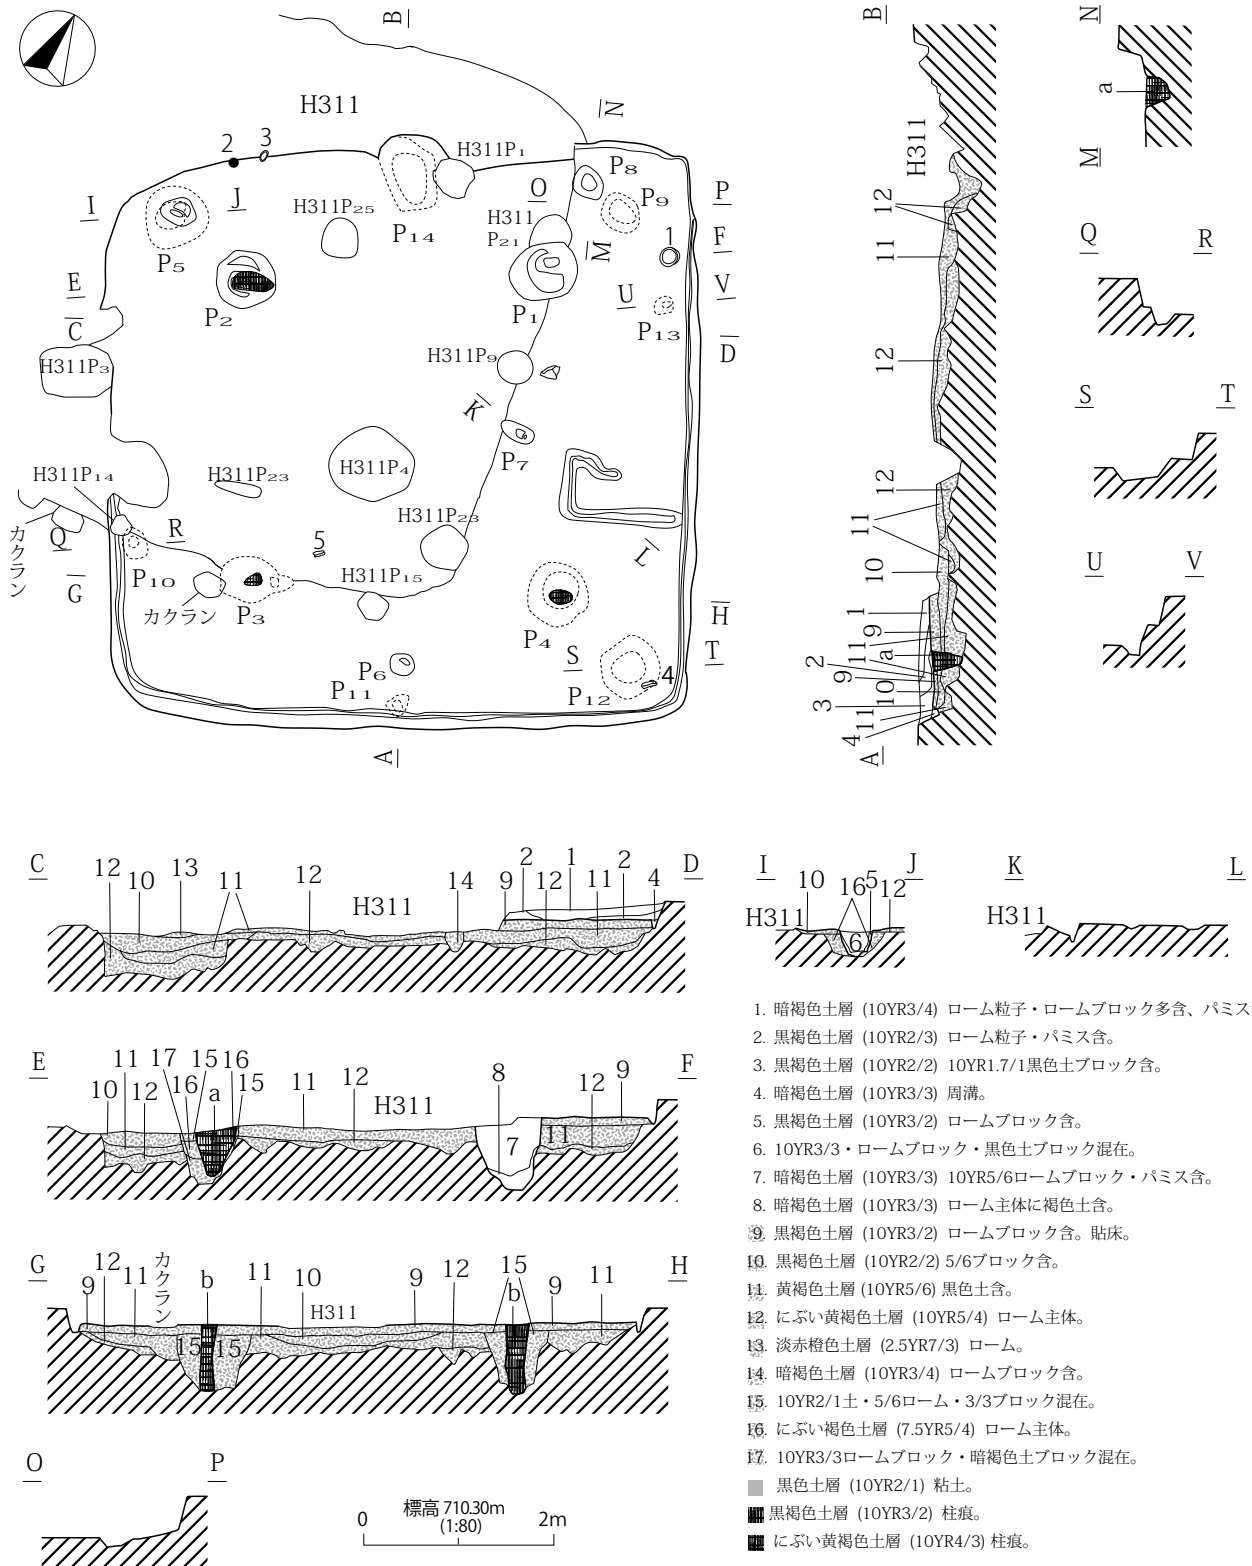 B
N
H311
2
3
H311P1
P8
P9
O
P
I
J
H311P25
P14
H311
P21
M
1
F
P5
E
C
P2
P1
U
V
P13
D
H311P3
H311P9
K
P7
H311P14
H311P23
H311P4
H311P23
カクラン
Q
R
5
L
G
P10
カクラン
P3
H311P15
P4
H
P6
S
T
P11
P12
4
A
B
H311
12
11
12
12
11
10
1
9
a
11
2
9
10
3
11
4
A
N
a
M
Q
R
S
T
U
V
C
12
10
13
11
12
H311
14
9
2
12
1
11
2
4
D
I
10
16
5
12
J
H311
6
K
L
H311
E
10
11
12
17
16
15
a
16
15
11
12
H311
8
7
11
12
9
F
G
9
12
11
カクラン
b
15
15
11
10
H311
9
12
15
b
9
11
H
O
P
標高 710.30m
(1:80)
0
2m
1. 暗褐色土層 (10YR3/4) ローム粒子・ロームブロック多含、パミス
2. 黒褐色土層 (10YR2/3) ローム粒子・パミス含。
3. 黒褐色土層 (10YR2/2) 10YR1.7/1黒色土ブロック含。
4. 暗褐色土層 (10YR3/3) 周溝。
5. 黒褐色土層 (10YR3/2) ロームブロック含。
6. 10YR3/3・ロームブロック・黒色土ブロック混在。
7. 暗褐色土層 (10YR3/3) 10YR5/6ロームブロック・パミス含。
8. 暗褐色土層 (10YR3/3) ローム主体に褐色土含。
9. 黒褐色土層 (10YR3/2) ロームブロック含。貼床。
10. 黒褐色土層 (10YR2/2) 5/6ブロック含。
11. 黄褐色土層 (10YR5/6) 黒色土含。
12. にぶい黄褐色土層 (10YR5/4) ローム主体。
13. 淡赤橙色土層 (2.5YR7/3) ローム。
14. 暗褐色土層 (10YR3/4) ロームブロック含。
15. 10YR2/1土・5/6ローム・3/3ブロック混在。
16. にぶい褐色土層 (7.5YR5/4) ローム主体。
17. 10YR3/3ロームブロック・暗褐色土ブロック混在。
黒色土層 (10YR2/1) 粘土。
黒褐色土層 (10YR3/2) 柱痕。
にぶい黄褐色土層 (10YR4/3) 柱痕。